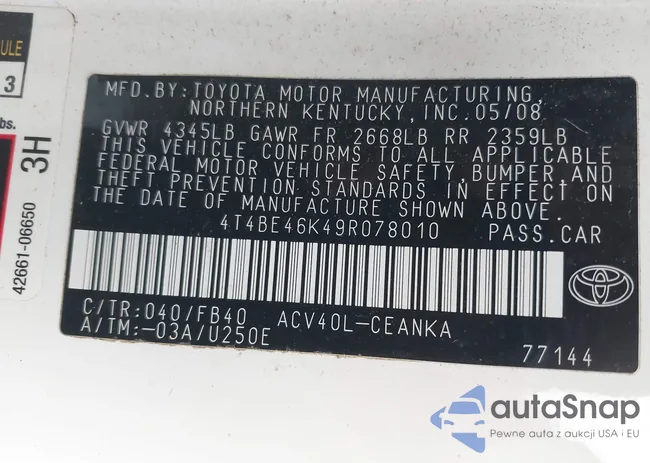 ULE
3
bs.
3H
42661-06650
MFD.BY:TOYOTA MOTOR MANUFACTURING,
NORTHERN KENTUCKY,INC.05/08
GVWR 4345LB GAWR FR 2668LB RR 2359LB
THIS VEHICLE CONFORMS TO ALL APPLICABLE
FEDERAL MOTOR VEHICLE SAFETY,BUMPER,AND
THEFT PREVENTION STANDARDS IN EFFECT ON
THE DATE OF MANUFACTURE SHOWN ABOVE.
4T4BE46K49R078010 PASS.CAR
C/TR:040/FB40 ACV40L-CEANKA
A/TM:-03A/U250E
77144
autaSnap
Pewne auta z aukcji USA i EU